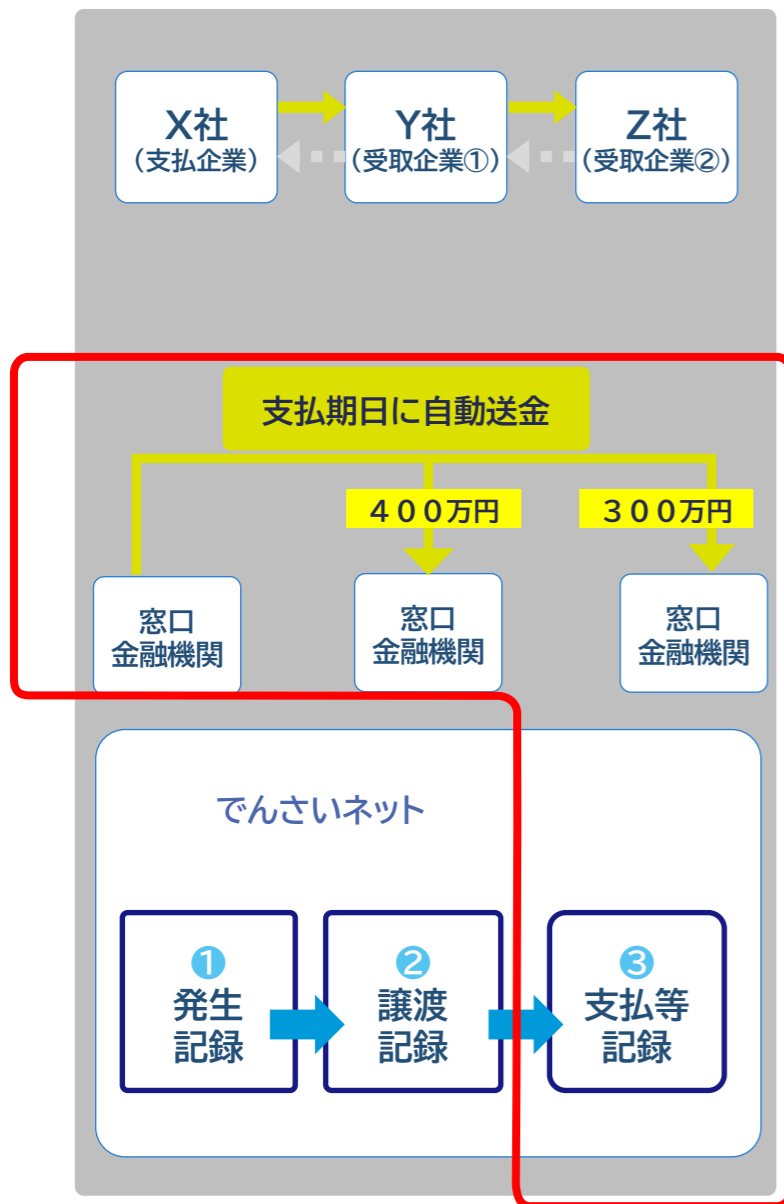 X社
(支払企業)
Y社
(受取企業①)
Z社
(受取企業②)
支払期日に自動送金
４００万円
３００万円
窓口
金融機関
窓口
金融機関
窓口
金融機関
でんさいネット
❶
発生
記録
❷
譲渡
記録
❸
支払等
記録